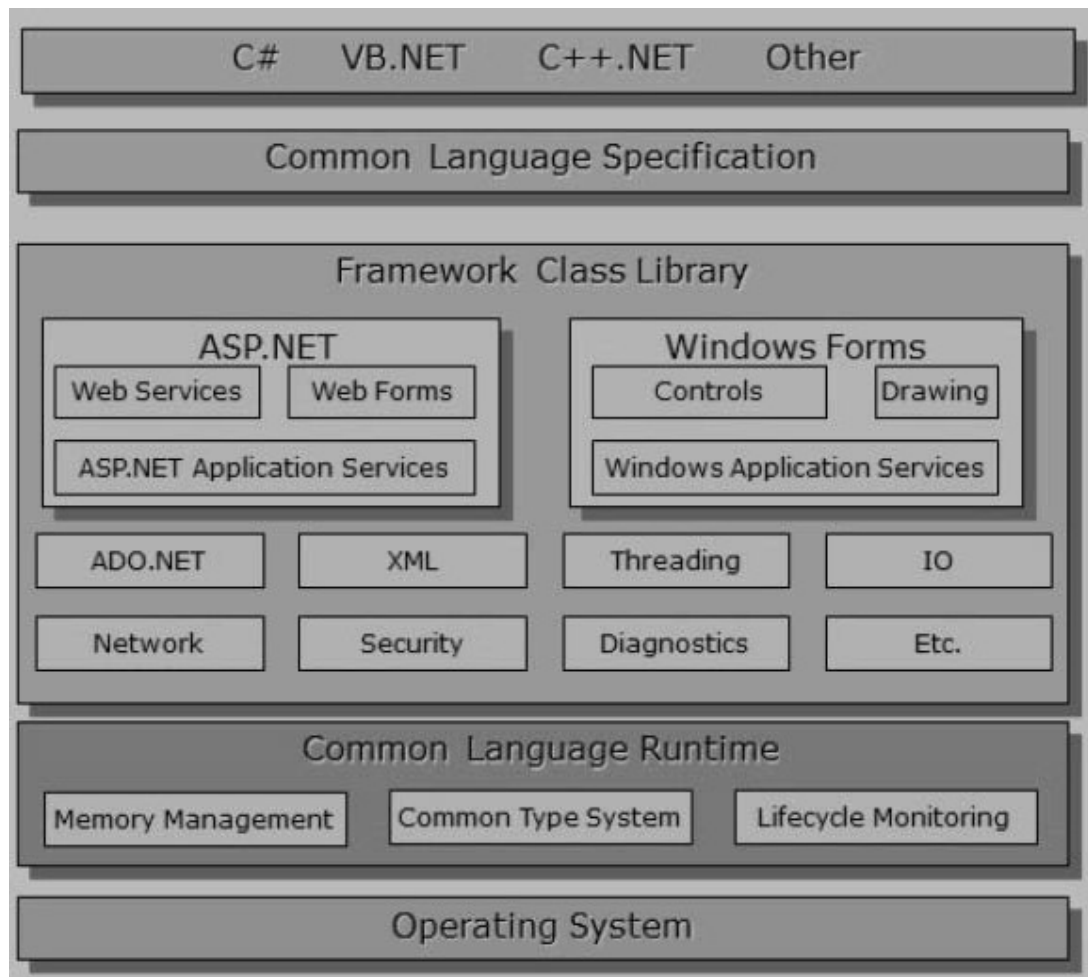 C# VB.NET C++.NET Other
Common Language Specification
Framework Class Library
ASP.NET
Web Services Web Forms
ASP.NET Application Services
Windows Forms
Controls Drawing
Windows Application Services
ADO.NET XML Threading IO
Network Security Diagnostics Etc.
Common Language Runtime
Memory Management Common Type System Lifecycle Monitoring
Operating System